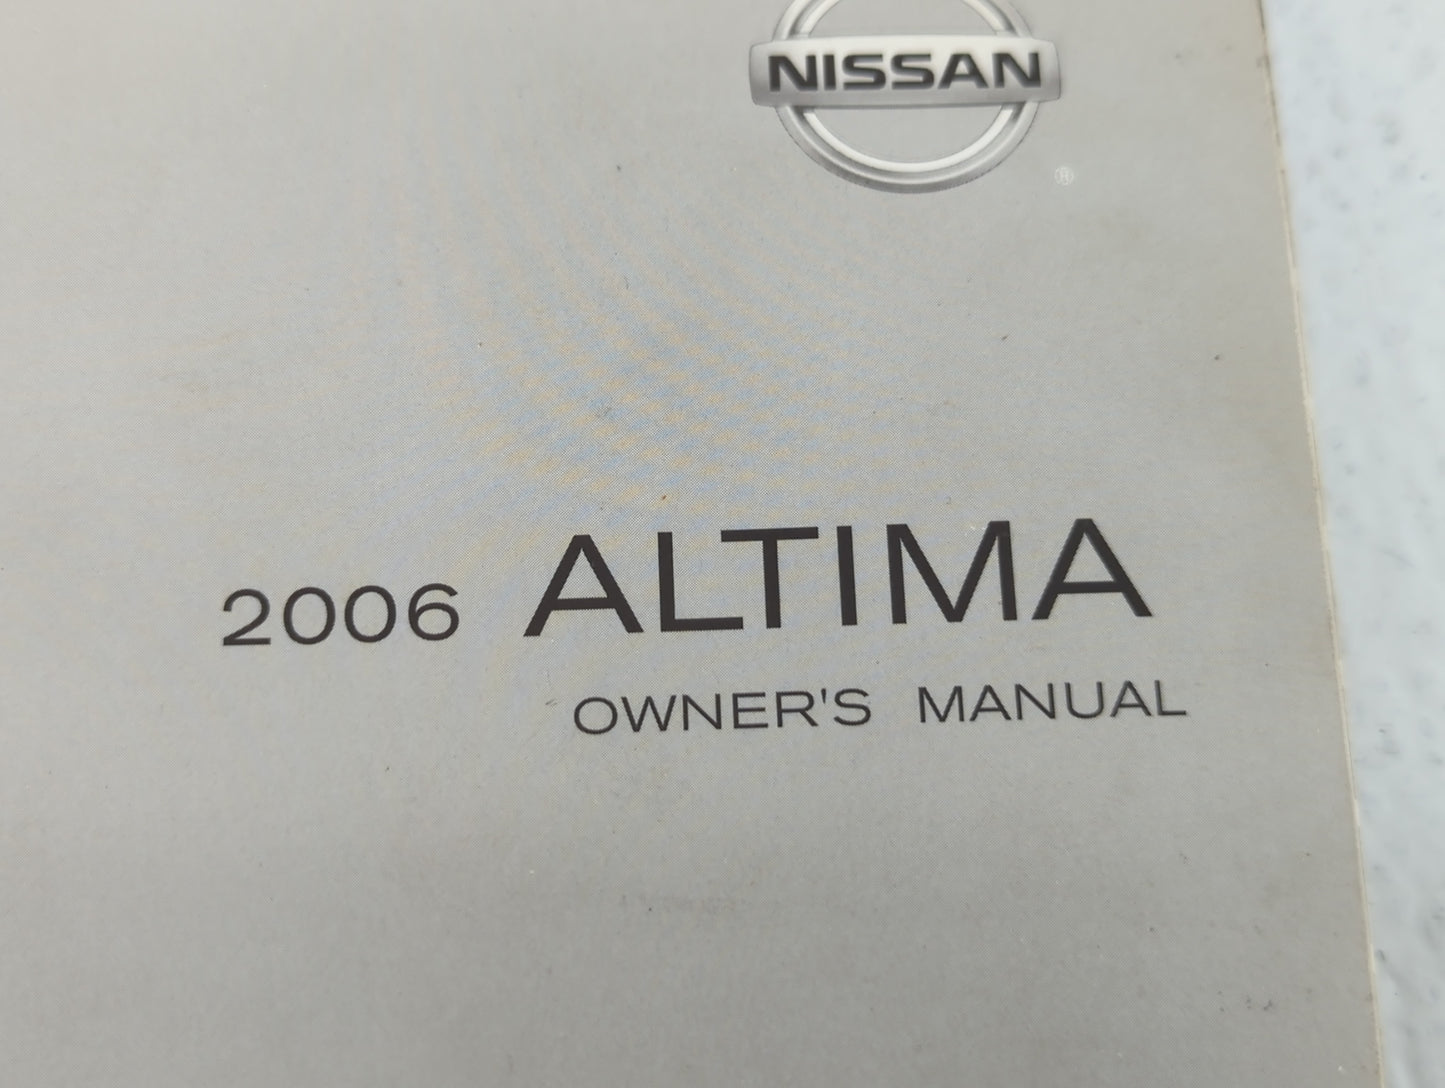 NISSAN
®
2006 ALTIMA
OWNER'S MANUAL